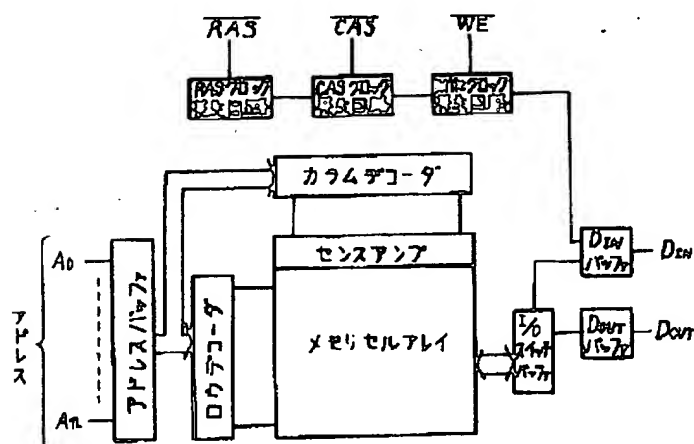 RAS
CAS
WE
RASクロック
CASクロック
クロック
カラムデコーダ
センスアンプ
メモリセルアレイ
アドレス
A0
An
アドレスバッファ
ロウデコーダ
I/O
スイッチ
バッファ
DIN
バッファ
DIN
DOUT
バッファ
DOUT